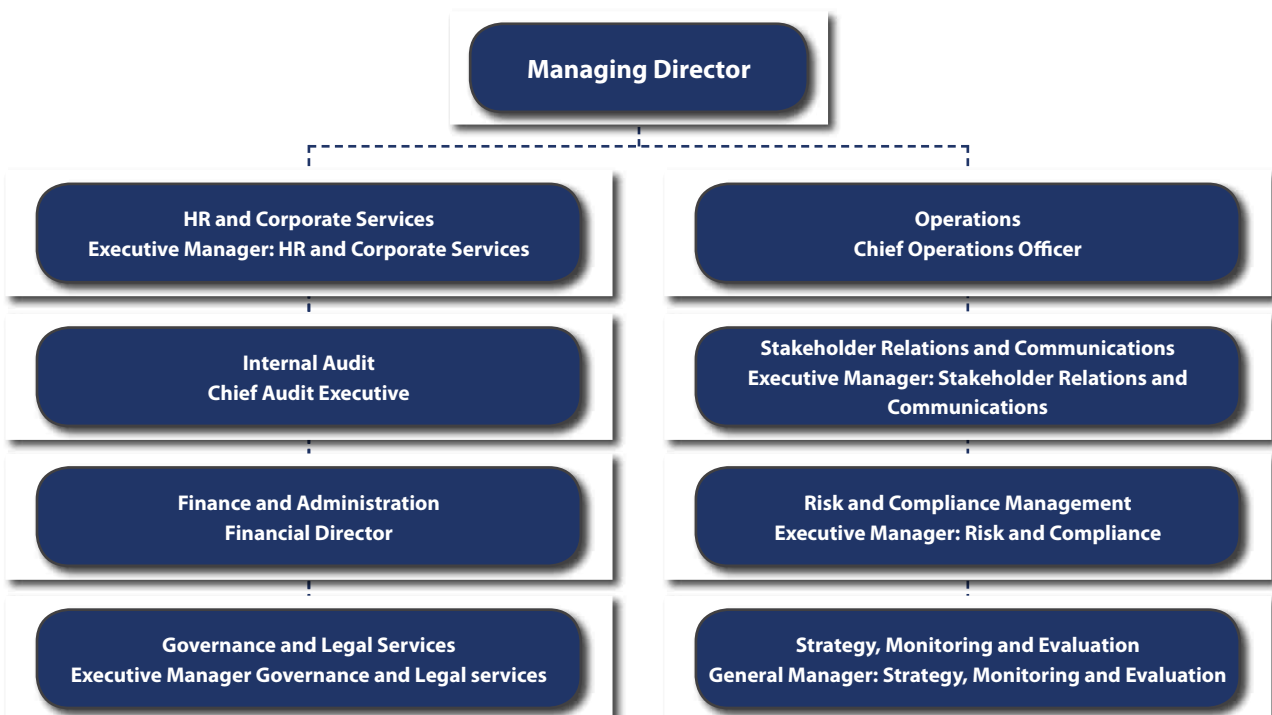 Managing Director
HR and Corporate Services
Executive Manager: HR and Corporate Services
Operations
Chief Operations Officer
Internal Audit
Chief Audit Executive
Stakeholder Relations and Communications
Executive Manager: Stakeholder Relations and
Communications
Finance and Administration
Financial Director
Risk and Compliance Management
Executive Manager: Risk and Compliance
Governance and Legal Services
Executive Manager Governance and Legal services
Strategy, Monitoring and Evaluation
General Manager: Strategy, Monitoring and Evaluation